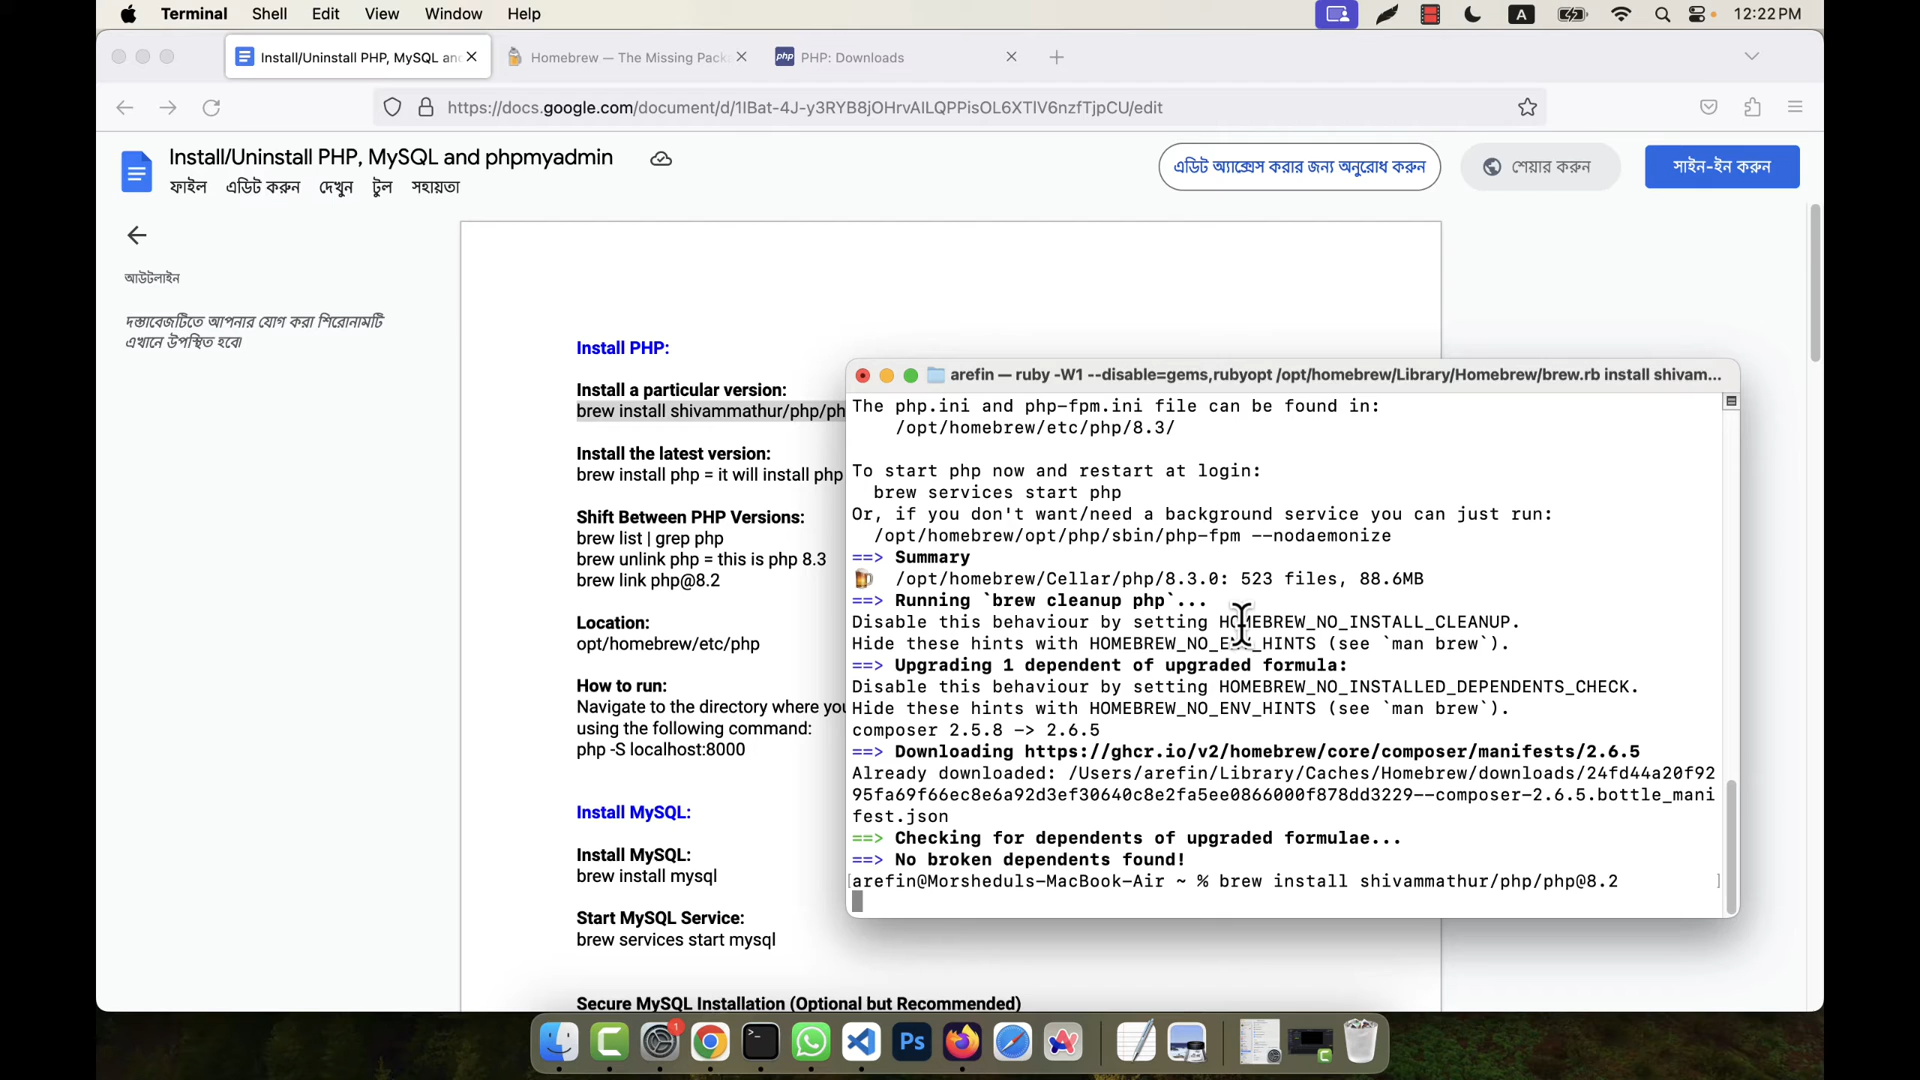 Terminal Shell Edit View Window Help
A 12:22 PM
Install/Uninstall PHP, MySQL an
Homebrew — The Missing Pack
php PHP: Downloads
https://docs.google.com/document/d/1IBat-4J-y3RYB8jOHrvAILQPPisOL6XTIV6nzfTjpCU/edit
Install/Uninstall PHP, MySQL and phpmyadmin
ফাইল এডিট করুন দেখুন টুল সহায়তা
এডিট অ্যাক্সেস করার জন্য অনুরোধ করুন
শেয়ার করুন
সাইন-ইন করুন
আউটলাইন
দস্তাবেজটিতে আপনার যোগ করা শিরোনামটি
এখানে উপস্থিত হবে৷
Install PHP:
Install a particular version:
brew install shivammathur/php/ph
Install the latest version:
brew install php = it will install php
Shift Between PHP Versions:
brew list | grep php
brew unlink php = this is php 8.3
brew link php@8.2
Location:
opt/homebrew/etc/php
How to run:
Navigate to the directory where you
using the following command:
php -S localhost:8000
Install MySQL:
Install MySQL:
brew install mysql
Start MySQL Service:
brew services start mysql
Secure MySQL Installation (Optional but Recommended)
arefin — ruby -W1 --disable=gems,rubyopt /opt/homebrew/Library/Homebrew/brew.rb install shivam...
The php.ini and php-fpm.ini file can be found in:
/opt/homebrew/etc/php/8.3/
To start php now and restart at login:
brew services start php
Or, if you don't want/need a background service you can just run:
/opt/homebrew/opt/php/sbin/php-fpm --nodaemonize
==> Summary
/opt/homebrew/Cellar/php/8.3.0: 523 files, 88.6MB
==> Running `brew cleanup php`...
Disable this behaviour by setting HOMEBREW_NO_INSTALL_CLEANUP.
Hide these hints with HOMEBREW_NO_ENV_HINTS (see `man brew`).
==> Upgrading 1 dependent of upgraded formula:
Disable this behaviour by setting HOMEBREW_NO_INSTALLED_DEPENDENTS_CHECK.
Hide these hints with HOMEBREW_NO_ENV_HINTS (see `man brew`).
composer 2.5.8 -> 2.6.5
==> Downloading https://ghcr.io/v2/homebrew/core/composer/manifests/2.6.5
Already downloaded: /Users/arefin/Library/Caches/Homebrew/downloads/24fd44a20f92
95fa69f66ec8e6a92d3ef30640c8e2fa5ee0866000f878dd3229--composer-2.6.5.bottle_mani
fest.json
==> Checking for dependents of upgraded formulae...
==> No broken dependents found!
[arefin@Morsheduls-MacBook-Air ~ % brew install shivammathur/php/php@8.2 ]
1
Ps